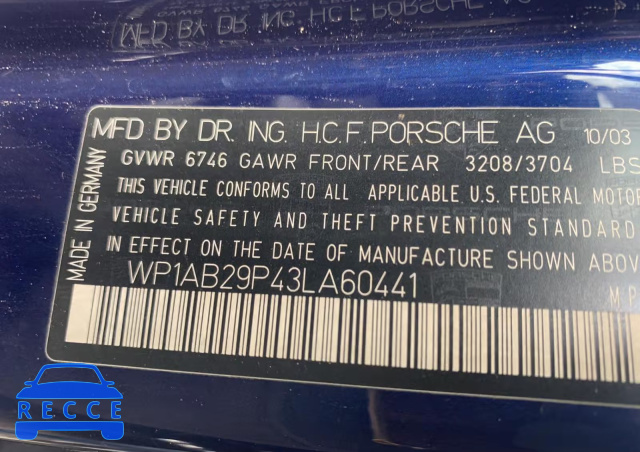 MFD BY DR. ING. H.C.F. PORSCHE AG 10/03
GVWR 6746 GAWR FRONT/REAR 3208/3704 LBS
THIS VEHICLE CONFORMS TO ALL APPLICABLE U.S. FEDERAL MOTOR
VEHICLE SAFETY AND THEFT PREVENTION STANDARD
IN EFFECT ON THE DATE OF MANUFACTURE SHOWN ABOV
WP1AB29P43LA60441
MADE IN GERMANY
RECCE